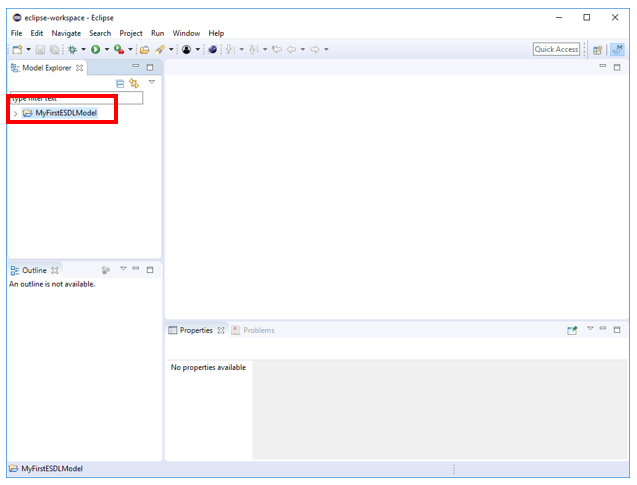 eclipse-workspace - Eclipse
File Edit Navigate Search Project Run Window Help
Quick Access
Model Explorer
type filter text
MyFirstESDLModel
Outline
An outline is not available.
Properties Problems
No properties available
MyFirstESDLModel